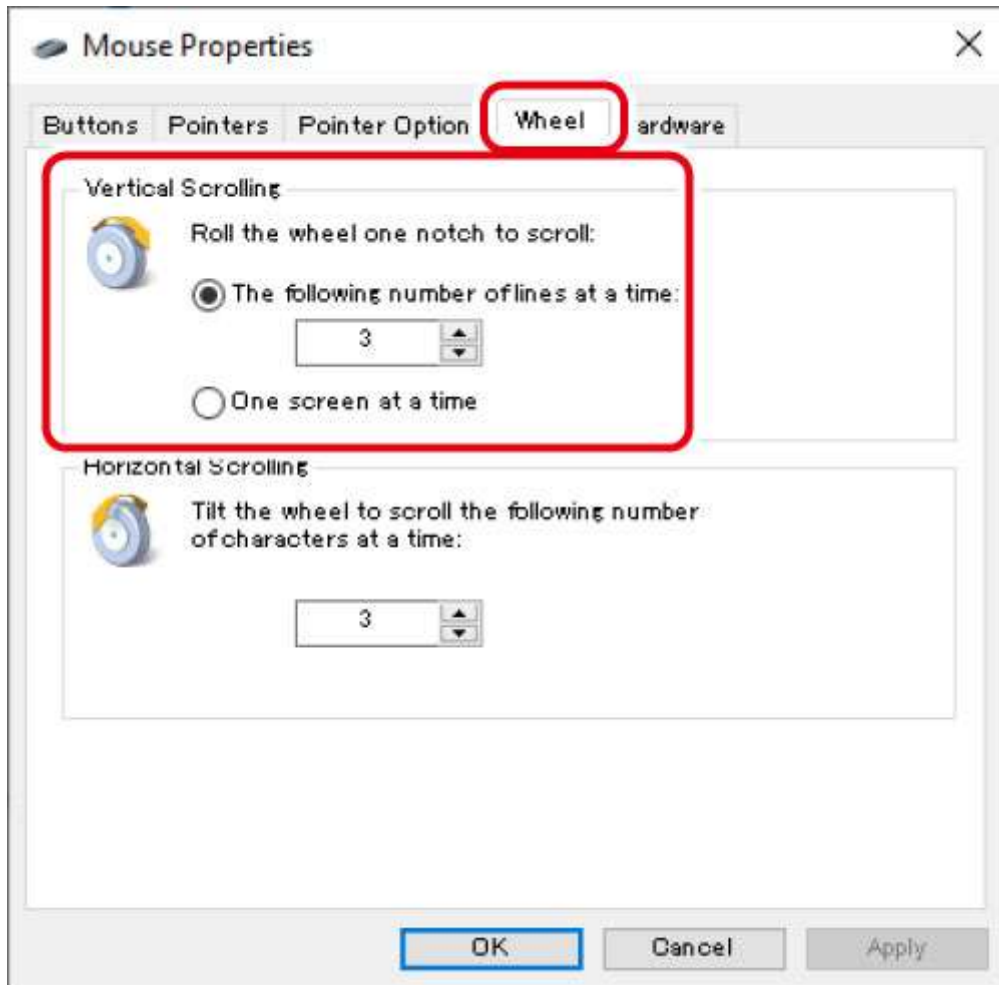 Mouse Properties
Buttons Pointers Pointer Option Wheel ardware
Vertical Scrolling
Roll the wheel one notch to scroll:
The following number of lines at a time:
3
One screen at a time
Horizontal Scrolling
Tilt the wheel to scroll the following number
of characters at a time:
3
OK Cancel Apply